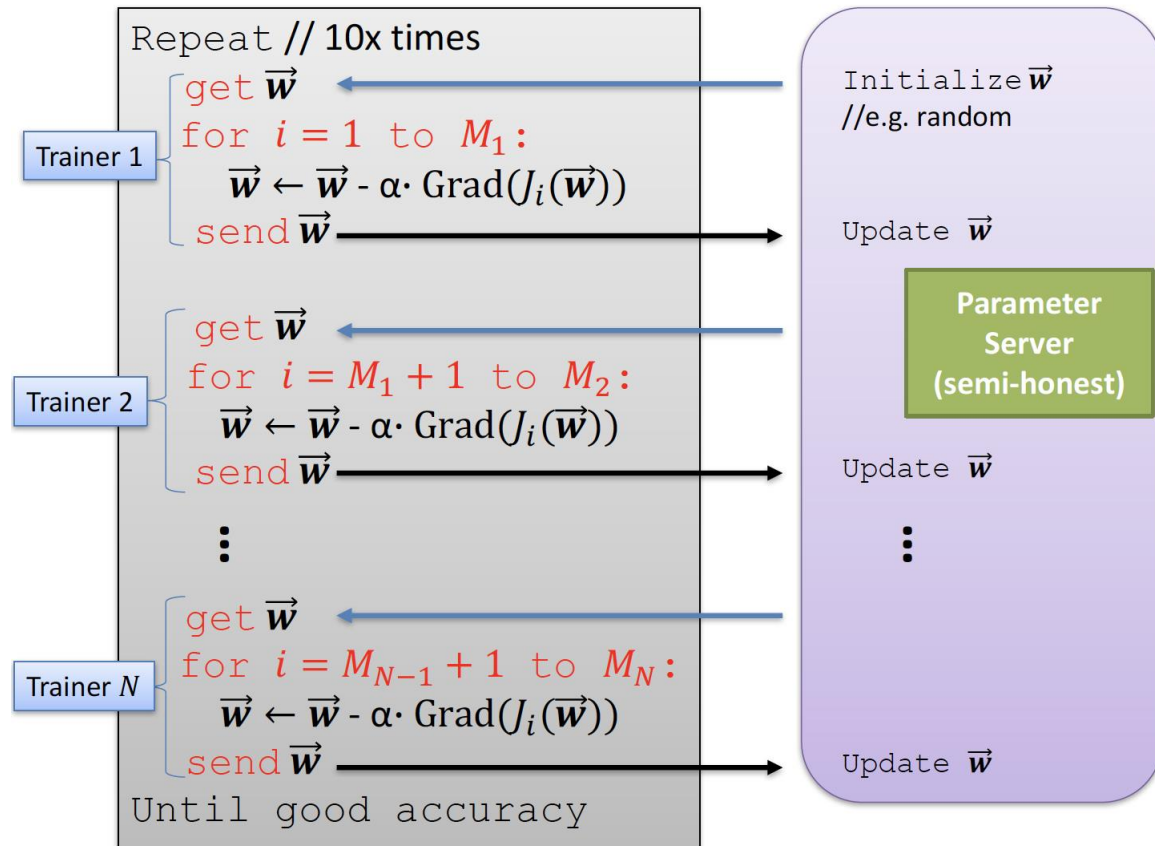 Repeat // 10x times
get w⃗
Initialize w⃗
//e.g. random
for i = 1 to M₁:
Trainer 1
w⃗ ← w⃗ - α· Grad(Jᵢ(w⃗))
send w⃗
Update w⃗
Parameter
Server
(semi-honest)
get w⃗
for i = M₁ + 1 to M₂:
Trainer 2
w⃗ ← w⃗ - α· Grad(Jᵢ(w⃗))
send w⃗
Update w⃗
⋮
⋮
get w⃗
for i = M_{N−1} + 1 to M_N:
Trainer N
w⃗ ← w⃗ - α· Grad(Jᵢ(w⃗))
send w⃗
Update w⃗
Until good accuracy